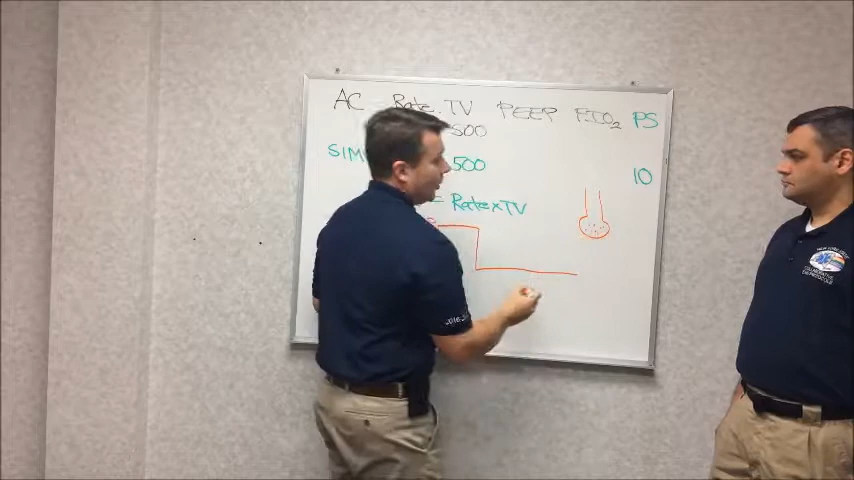 AC Rate TV PEEP FIO2 PS
500
SIM 500 10
= Rate x TV